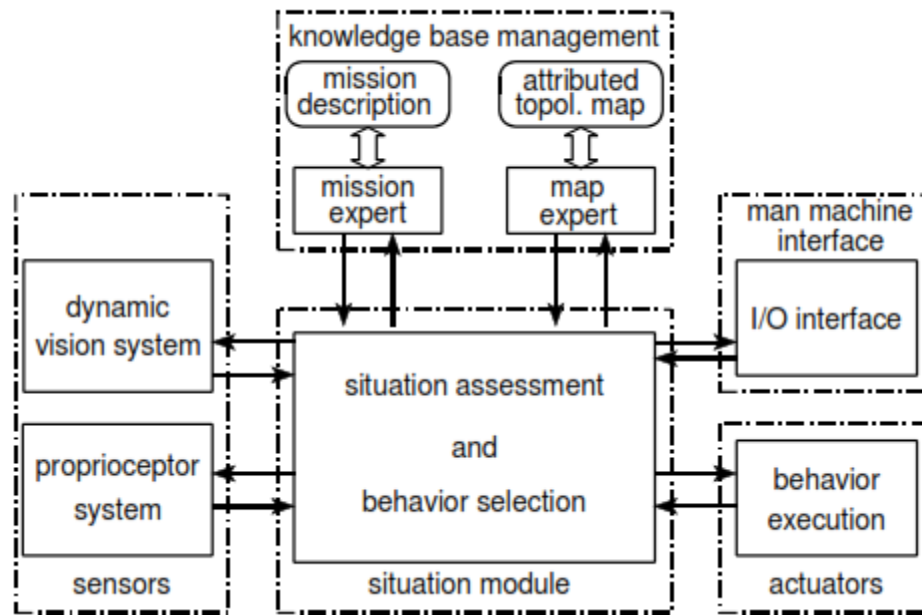 knowledge base management
mission
description
attributed
topol. map
mission
expert
map
expert
man machine
interface
dynamic
vision system
I/O interface
situation assessment
and
behavior selection
proprioceptor
system
behavior
execution
sensors
situation module
actuators